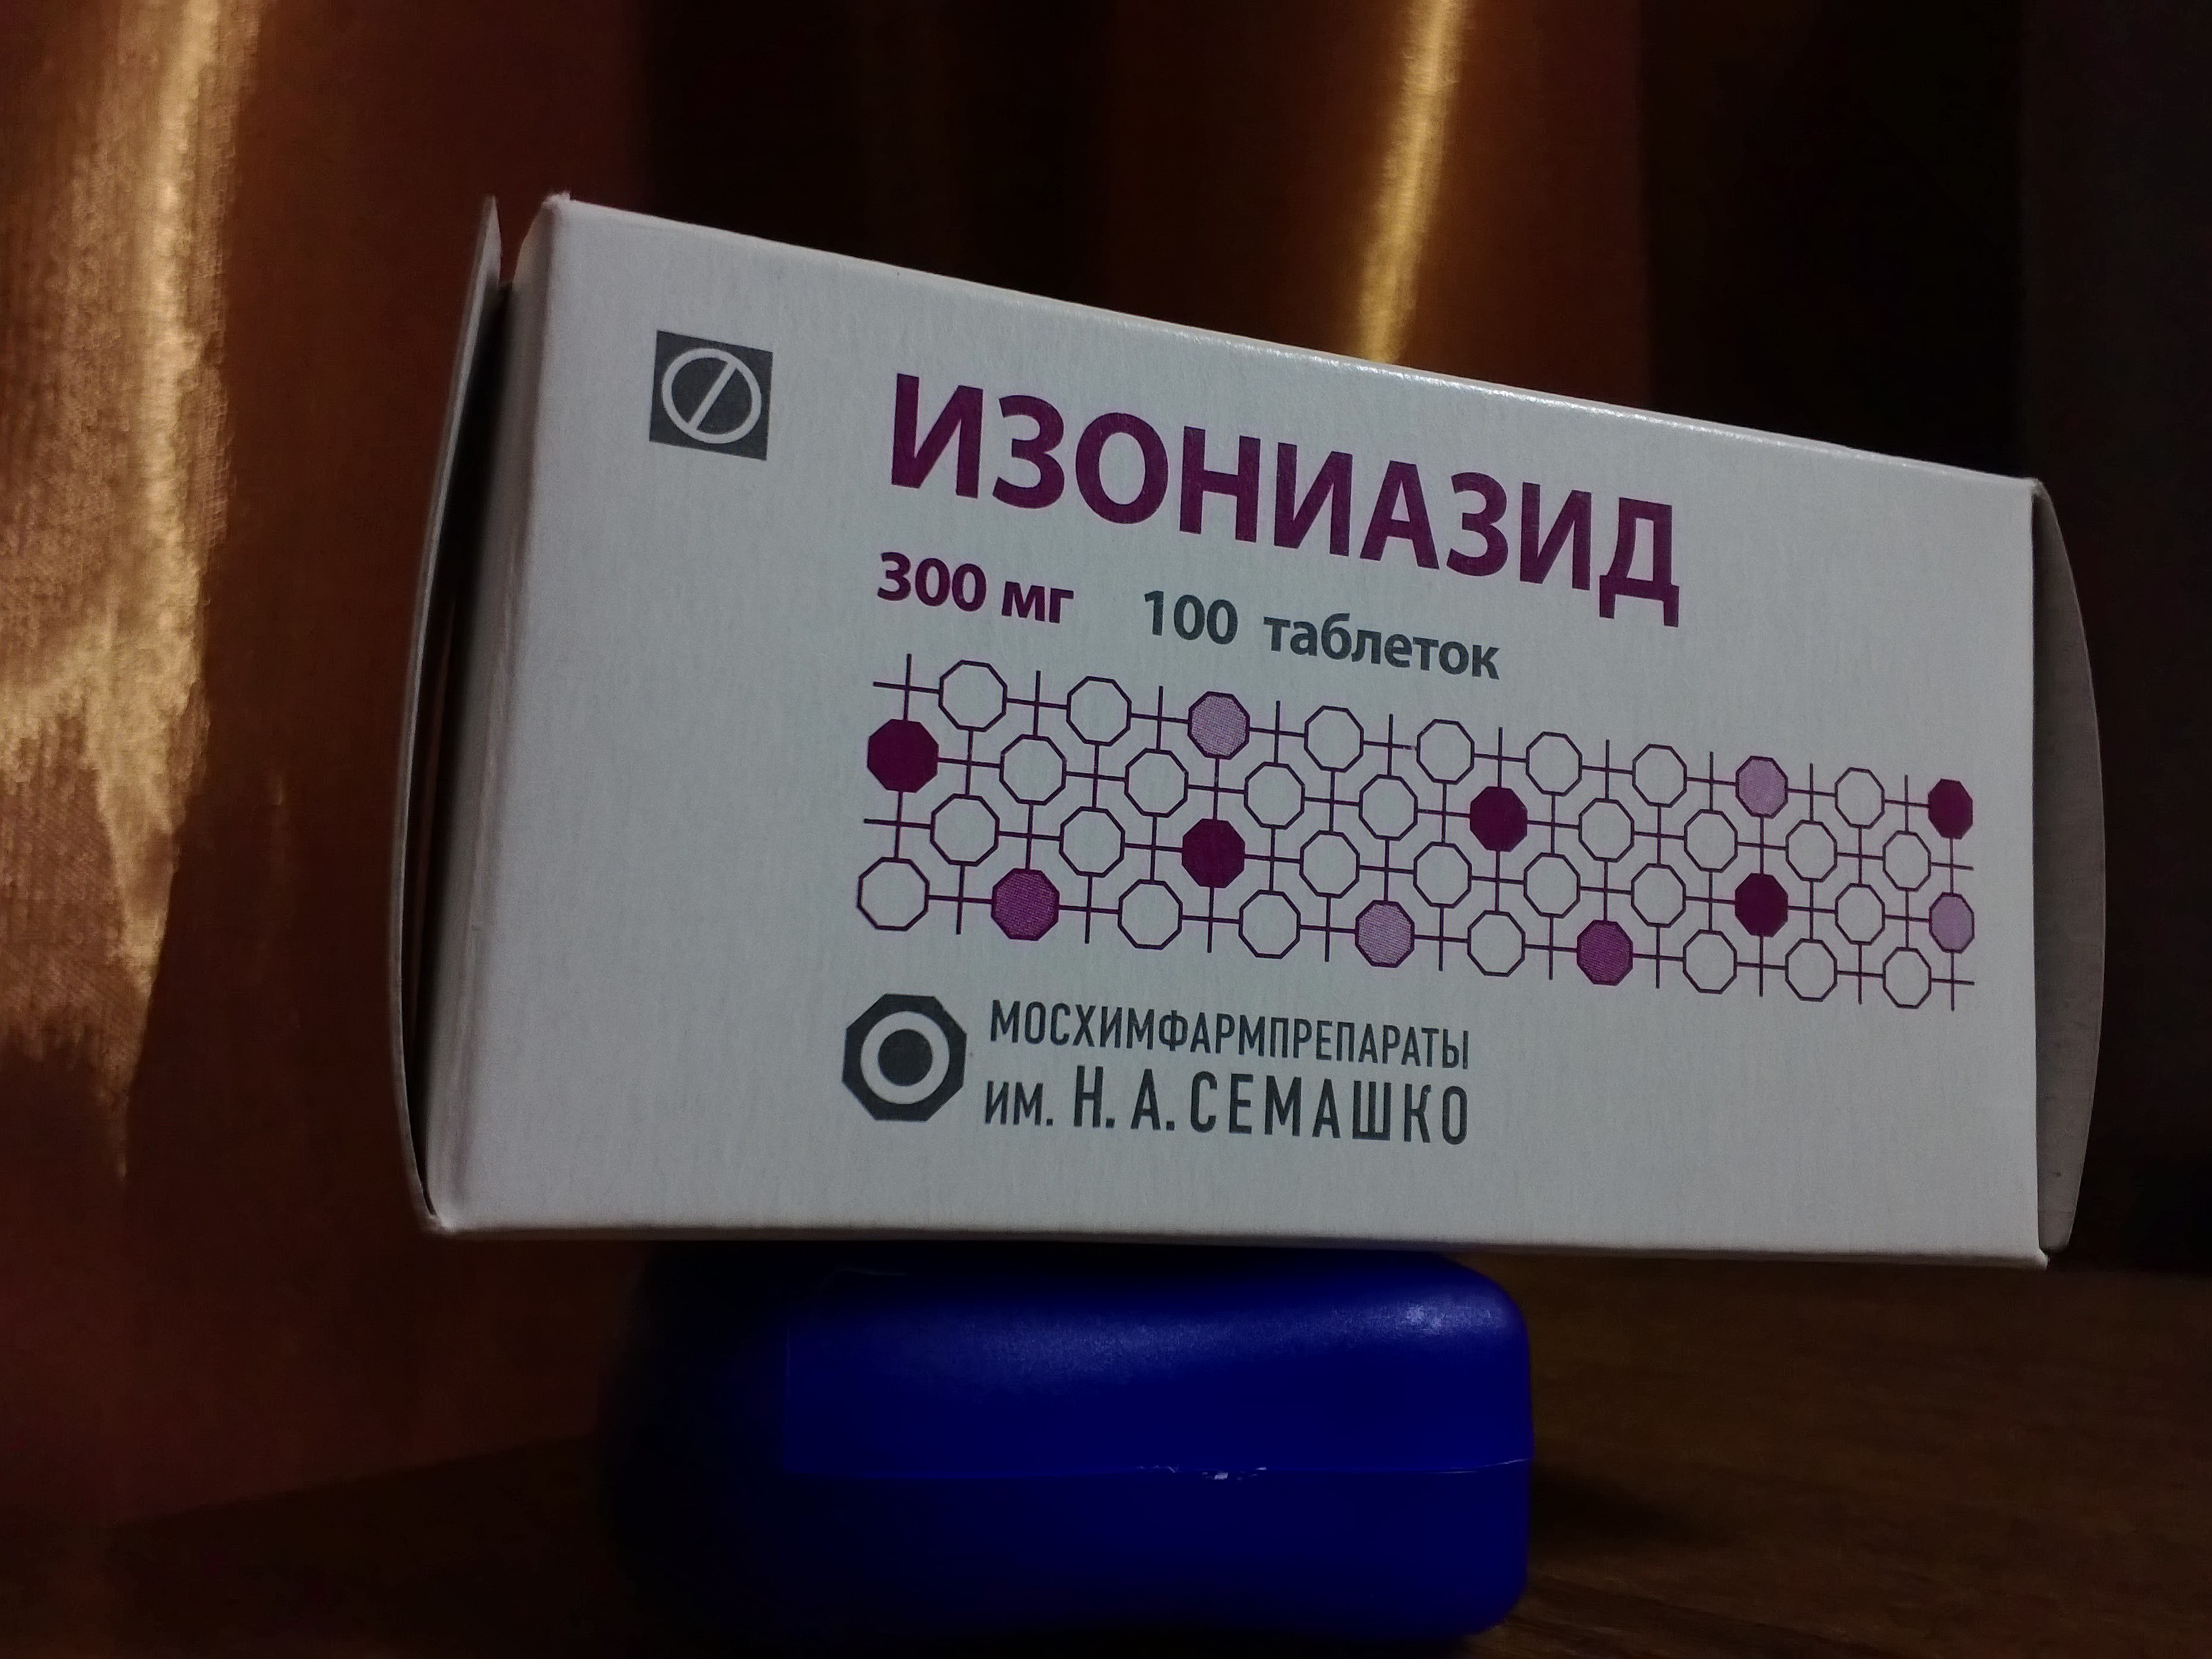 ИЗОНИАЗИД
300 мг 100 таблеток
МОСХИМФАРМПРЕПАРАТЫ
ИМ. Н. А. СЕМАШКО